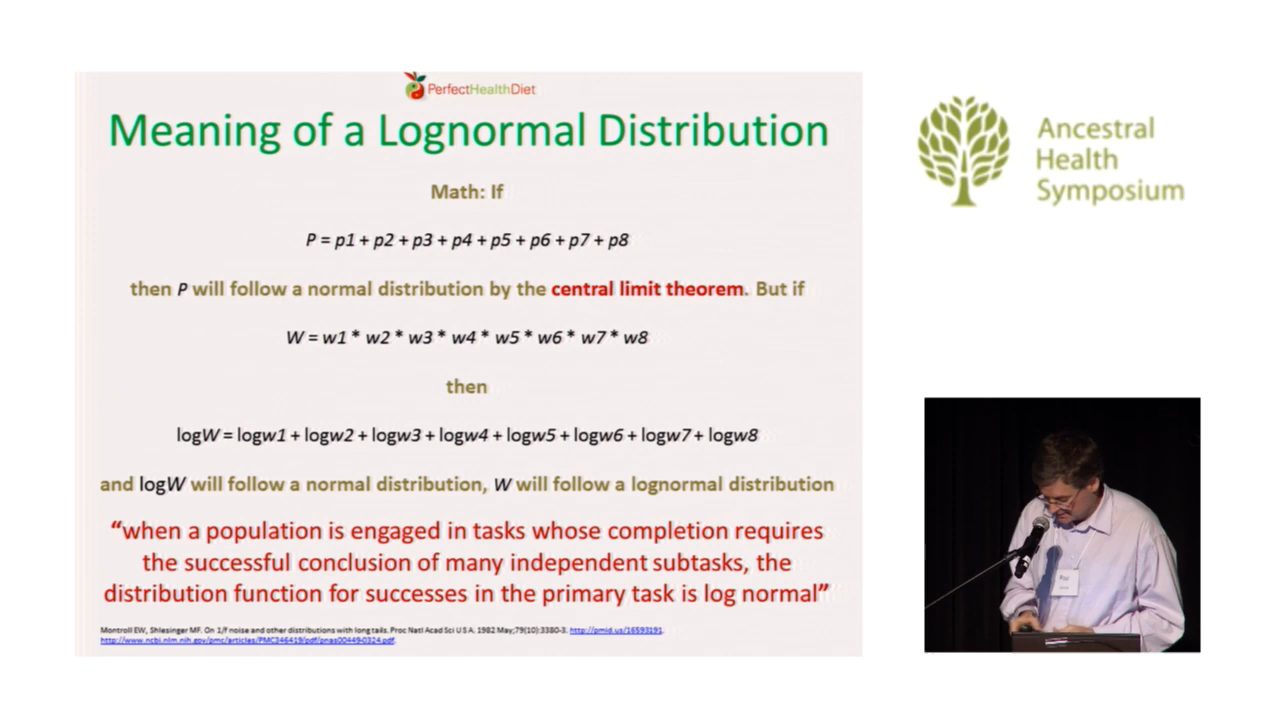 PerfectHealthDiet
Meaning of a Lognormal Distribution
Math: If
P = p1 + p2 + p3 + p4 + p5 + p6 + p7 + p8
then P will follow a normal distribution by the central limit theorem. But if
W = w1 * w2 * w3 * w4 * w5 * w6 * w7 * w8
then
logW = logw1 + logw2 + logw3 + logw4 + logw5 + logw6 + logw7 + logw8
and logW will follow a normal distribution, W will follow a lognormal distribution
“when a population is engaged in tasks whose completion requires
the successful conclusion of many independent subtasks, the
distribution function for successes in the primary task is log normal”
Montroll EW, Shlesinger MF. On 1/f noise and other distributions with long tails. Proc Natl Acad Sci U S A. 1982 May;79(10):3380-3. http://pmid.us/16593191.
http://www.ncbi.nlm.nih.gov/pmc/articles/PMC346419/pdf/pnas00449-0324.pdf.
Ancestral
Health
Symposium